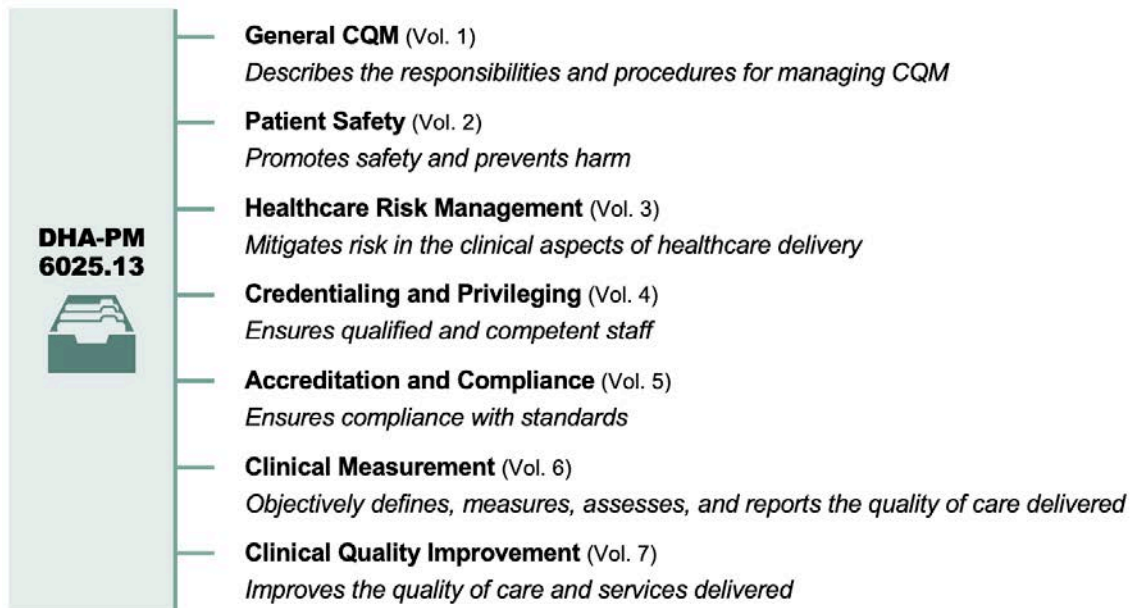 DHA-PM
6025.13
General CQM (Vol. 1)
Describes the responsibilities and procedures for managing CQM
Patient Safety (Vol. 2)
Promotes safety and prevents harm
Healthcare Risk Management (Vol. 3)
Mitigates risk in the clinical aspects of healthcare delivery
Credentialing and Privileging (Vol. 4)
Ensures qualified and competent staff
Accreditation and Compliance (Vol. 5)
Ensures compliance with standards
Clinical Measurement (Vol. 6)
Objectively defines, measures, assesses, and reports the quality of care delivered
Clinical Quality Improvement (Vol. 7)
Improves the quality of care and services delivered